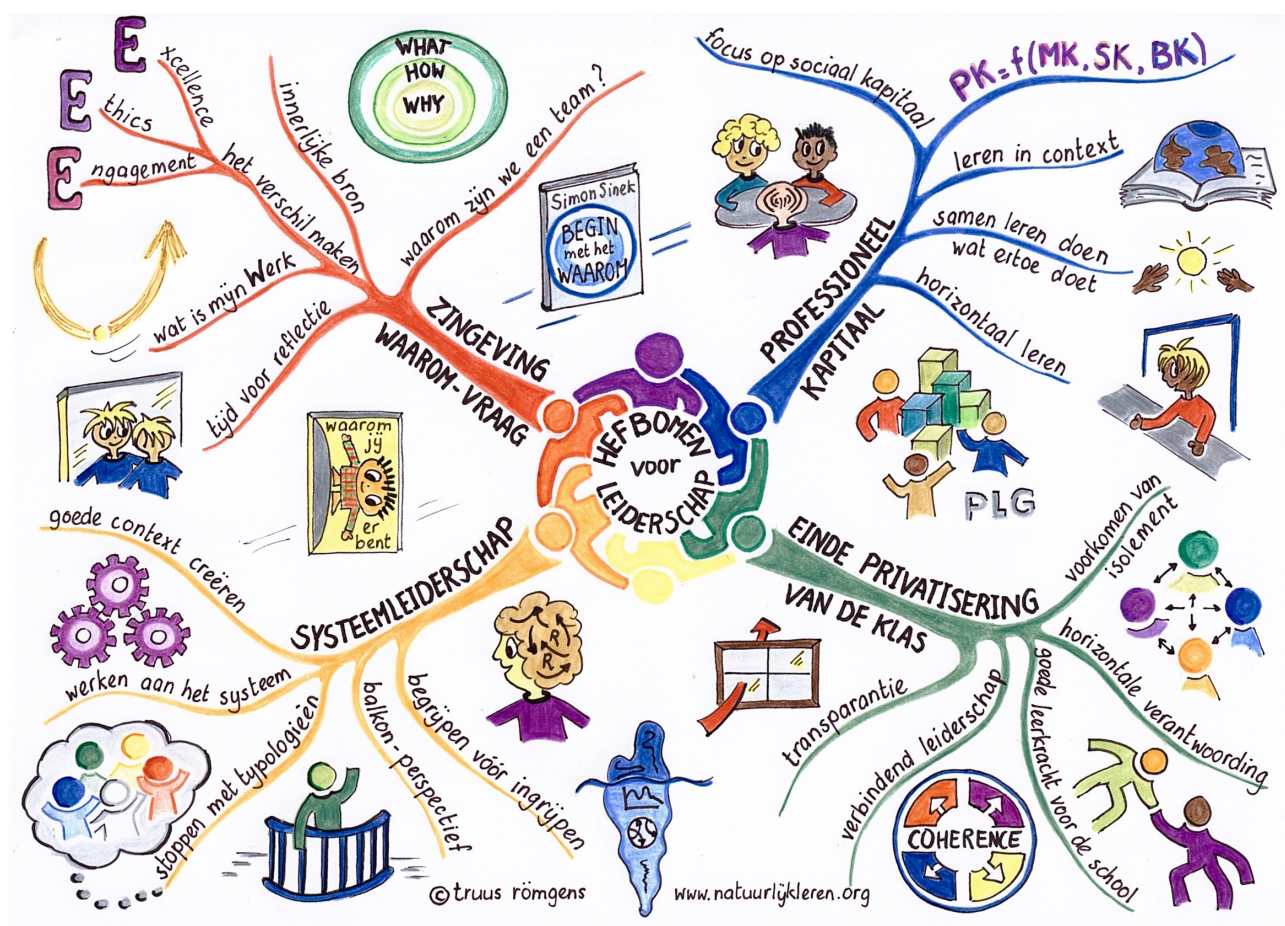 HEFBOMEN
voor
LEIDERSCHAP
ZINGEVING
WAAROM-VRAAG
waarom zijn we een team?
innerlijke bron
het verschil maken
Excellence
Ethics
Engagement
wat is mijn Werk
tijd voor reflectie
WHAT
HOW
WHY
Simon Sinek
BEGIN
met het
WAAROM
waarom
jij
er
bent
PROFESSIONEEL
KAPITAAL
focus op sociaal kapitaal
PK=f(MK, SK, BK)
leren in context
samen leren doen
wat ertoe doet
horizontaal leren
PLG
EINDE PRIVATISERING
VAN DE KLAS
voorkomen van
isolement
horizontale verantwoording
goede leerkracht voor de school
verbindend leiderschap
transparantie
COHERENCE
SYSTEEMLEIDERSCHAP
goede context creëren
werken aan het systeem
stoppen met typologieën
balkon-perspectief
begrijpen vóór ingrijpen
R
R
© truus römgens
www.natuurlijkleren.org